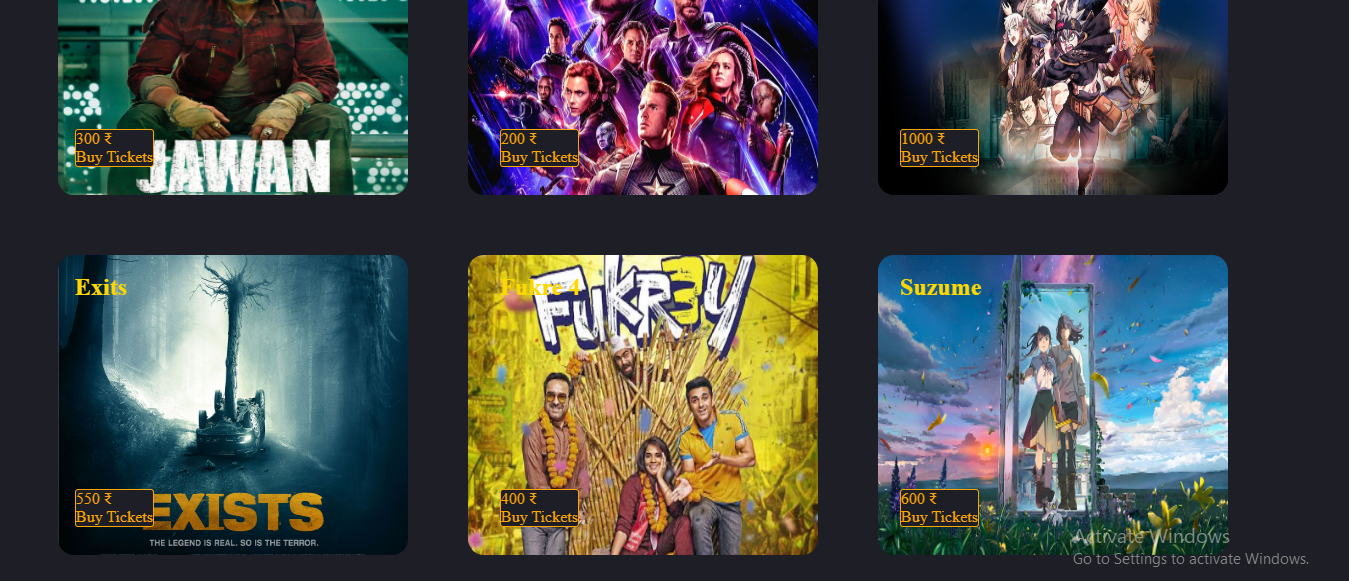 300 ₹
Buy Tickets
JAWAN
200 ₹
Buy Tickets
1000 ₹
Buy Tickets
Exits
Fukre 4
FUKR3Y
Suzume
550 ₹
Buy Tickets
EXISTS
THE LEGEND IS REAL. SO IS THE TERROR.
400 ₹
Buy Tickets
600 ₹
Buy Tickets
Activate Windows
Go to Settings to activate Windows.